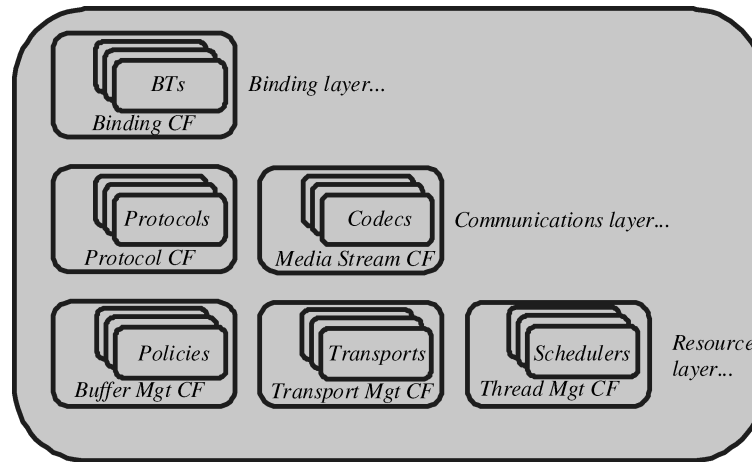 BTs
Binding CF
Binding layer...
Protocols
Protocol CF
Codecs
Media Stream CF
Communications layer...
Policies
Buffer Mgt CF
Transports
Transport Mgt CF
Schedulers
Thread Mgt CF
Resource
layer...